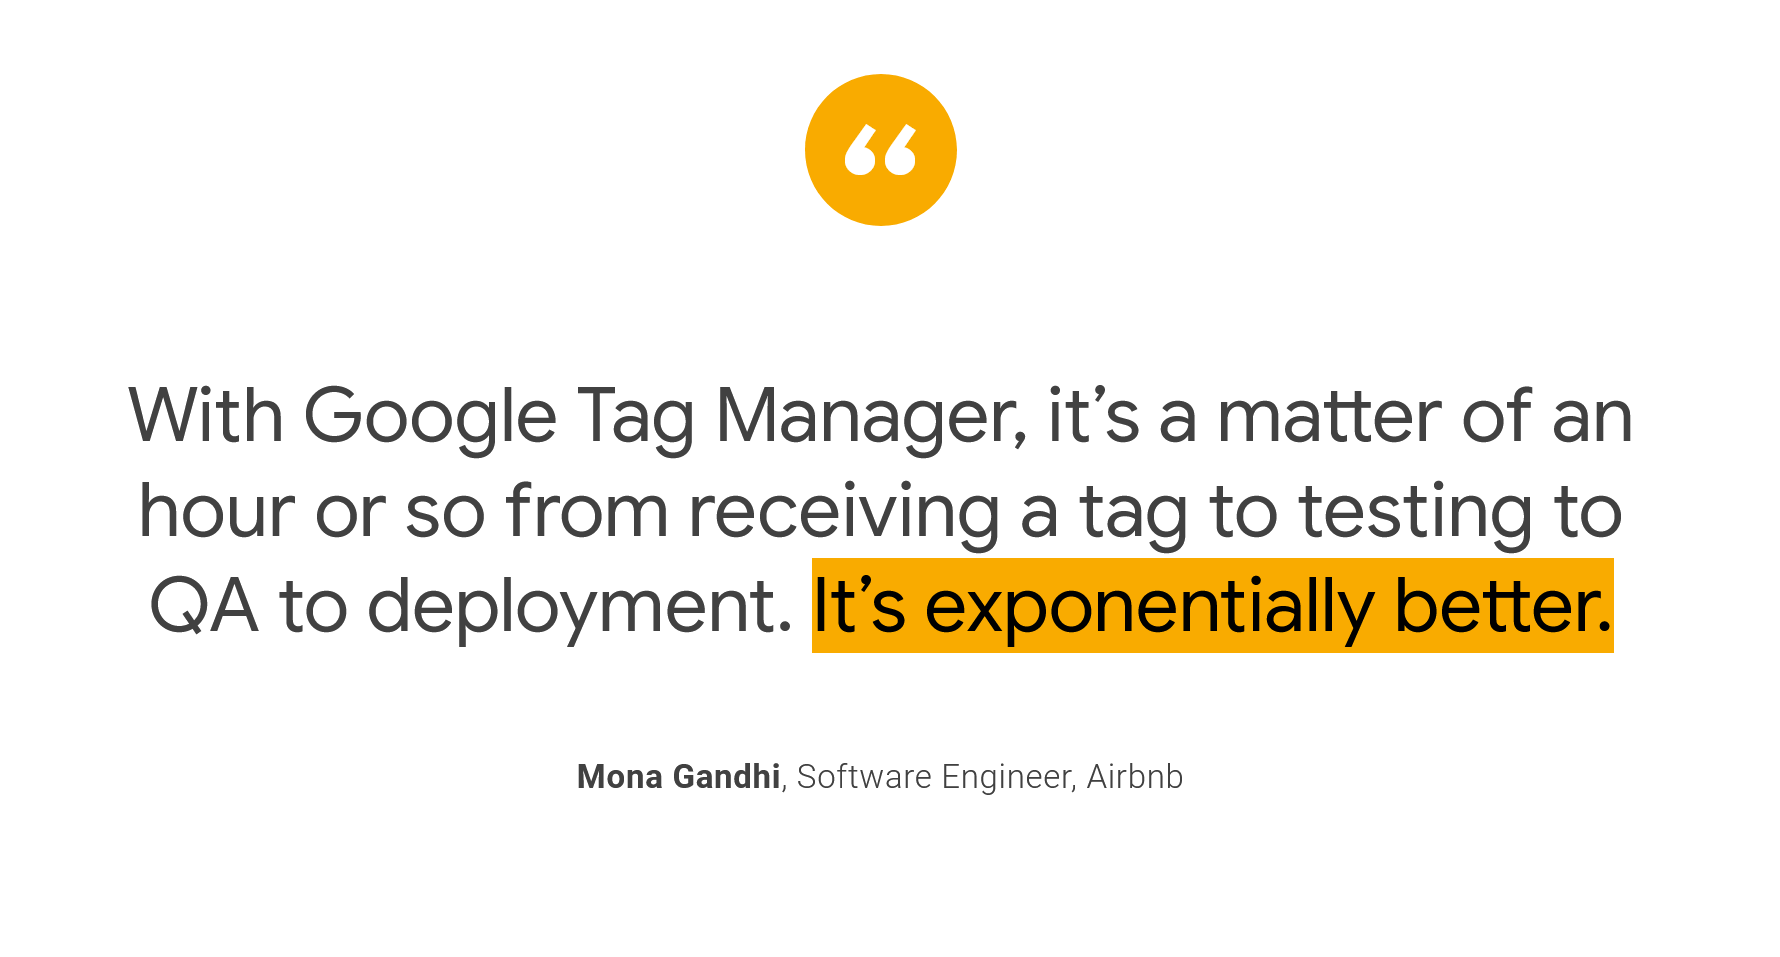 “
With Google Tag Manager, it’s a matter of an
hour or so from receiving a tag to testing to
QA to deployment. It’s exponentially better.
Mona Gandhi, Software Engineer, Airbnb